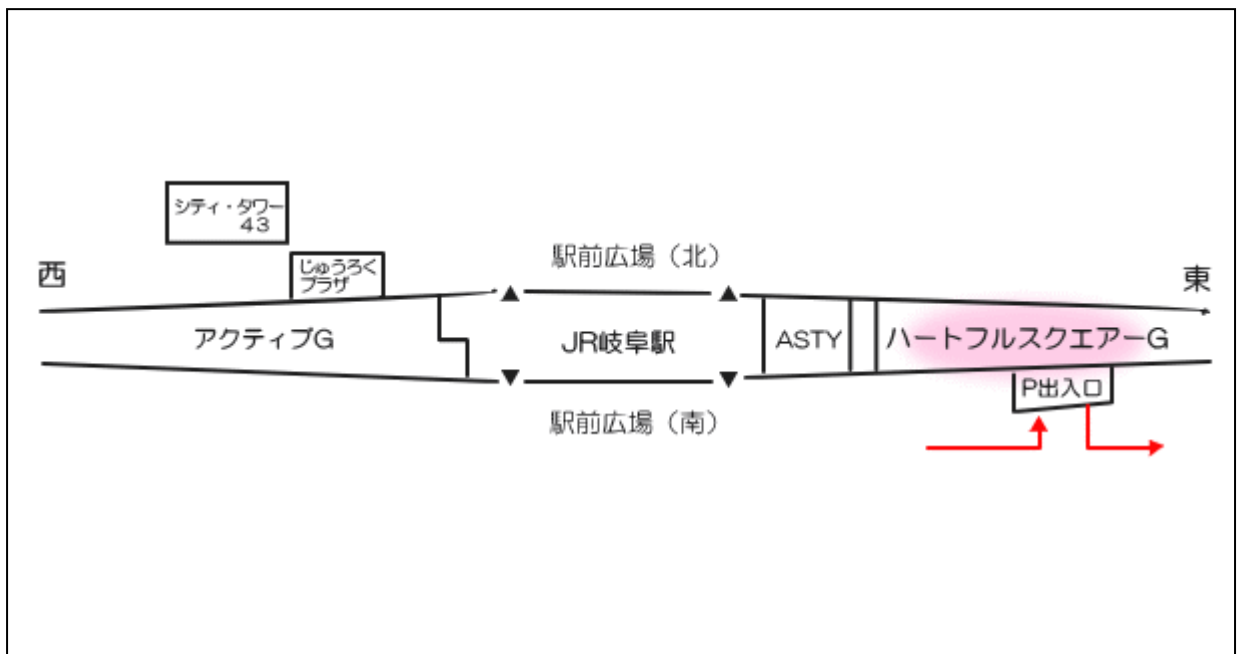 シティ・タワー
43
じゅうろく
プラザ
西
駅前広場（北）
東
アクティブG
JR岐阜駅
ASTY
ハートフルスクエアーG
P出入口
駅前広場（南）